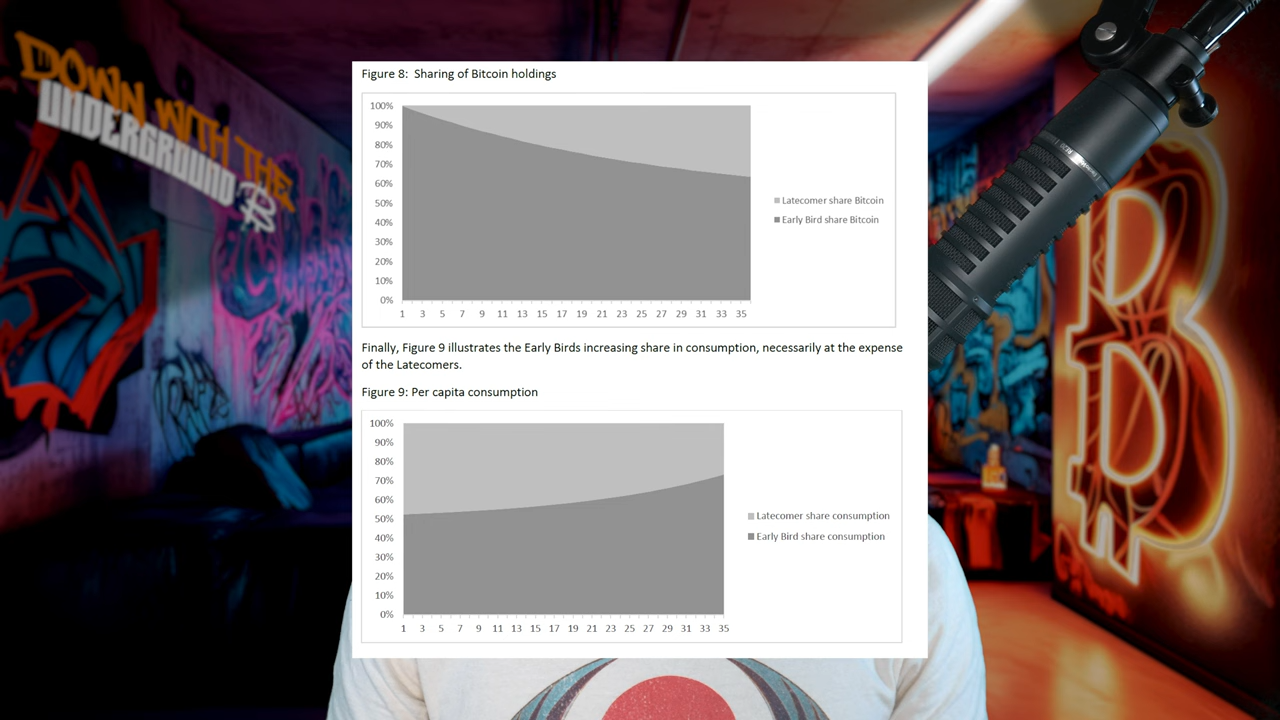 DOWN WITH THE
UNDERGROUND
Figure 8: Sharing of Bitcoin holdings
100%
90%
80%
70%
60%
50%
40%
30%
20%
10%
0%
1 3 5 7 9 11 13 15 17 19 21 23 25 27 29 31 33 35
Latecomer share Bitcoin
Early Bird share Bitcoin
Finally, Figure 9 illustrates the Early Birds increasing share in consumption, necessarily at the expense
of the Latecomers.
Figure 9: Per capita consumption
100%
90%
80%
70%
60%
50%
40%
30%
20%
10%
0%
1 3 5 7 9 11 13 15 17 19 21 23 25 27 29 31 33 35
Latecomer share consumption
Early Bird share consumption